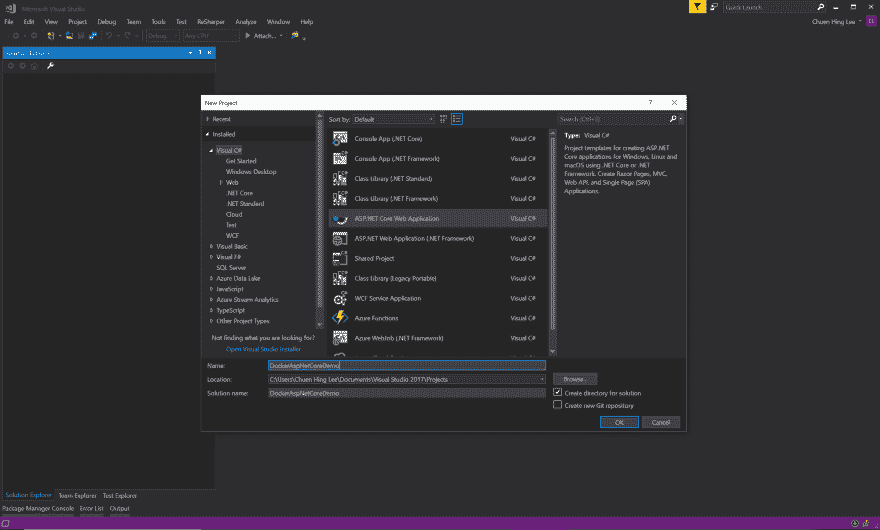 Microsoft Visual Studio
Quick Launch
File Edit View Project Debug Team Tools Test ReSharper Analyze Window Help
Chuen Hing Lee CL
Debug Any CPU Attach...
New Project ? ✕
Recent
Installed
Visual C#
Get Started
Windows Desktop
Web
.NET Core
.NET Standard
Cloud
Test
WCF
Visual Basic
Visual F#
SQL Server
Azure Data Lake
JavaScript
Azure Stream Analytics
TypeScript
Other Project Types
Not finding what you are looking for?
Open Visual Studio Installer
Sort by: Default
Console App (.NET Core) Visual C#
Console App (.NET Framework) Visual C#
Class Library (.NET Standard) Visual C#
Class Library (.NET Framework) Visual C#
ASP.NET Core Web Application Visual C#
ASP.NET Web Application (.NET Framework) Visual C#
Shared Project Visual C#
Class Library (Legacy Portable) Visual C#
WCF Service Application Visual C#
Azure Functions Visual C#
Azure WebJob (.NET Framework) Visual C#
Search (Ctrl+E)
Type: Visual C#
Project templates for creating ASP.NET
Core applications for Windows, Linux and
macOS using .NET Core or .NET
Framework. Create Razor Pages, MVC,
Web API, and Single Page (SPA)
Applications.
Name: DockerAspNetCoreDemo
Location: C:\Users\Chuen Hing Lee\Documents\Visual Studio 2017\Projects
Browse...
Solution name: DockerAspNetCoreDemo
Create directory for solution
Create new Git repository
OK Cancel
Solution Explorer Team Explorer Test Explorer
Package Manager Console Error List Output